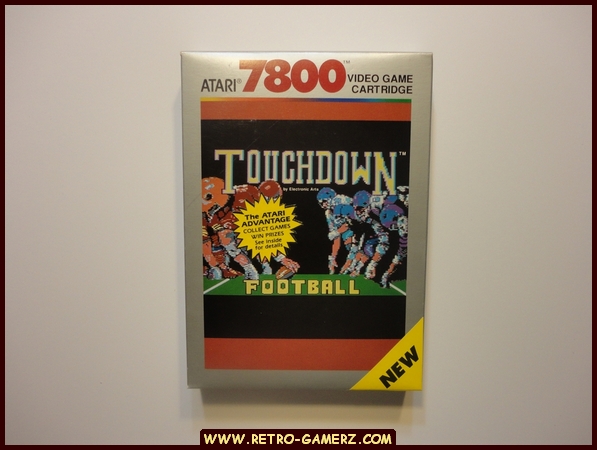 ATARI® 7800™ VIDEO GAME
CARTRIDGE
TOUCHDOWN™
by Electronic Arts
The ATARI
ADVANTAGE
COLLECT GAMES
WIN PRIZES
See inside
for details
FOOTBALL
NEW
WWW.RETRO-GAMERZ.COM